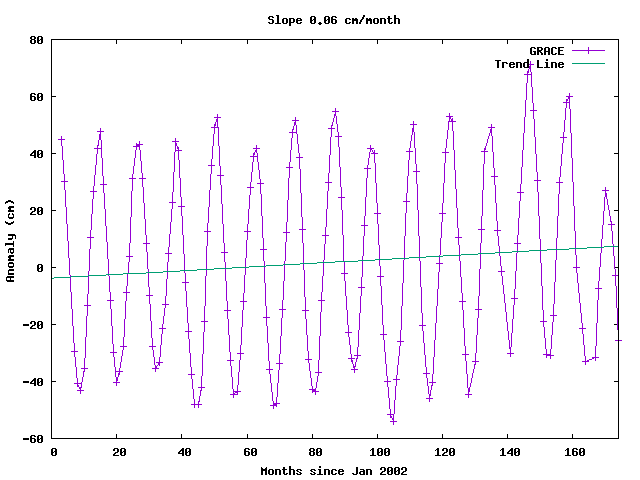 Slope 0.06 cm/month
80
60
40
20
0
-20
-40
-60
Anomaly (cm)
GRACE
Trend Line
0 20 40 60 80 100 120 140 160
Months since Jan 2002